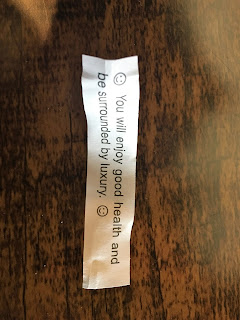 ☺ You will enjoy good health and
be surrounded by luxury. ☺